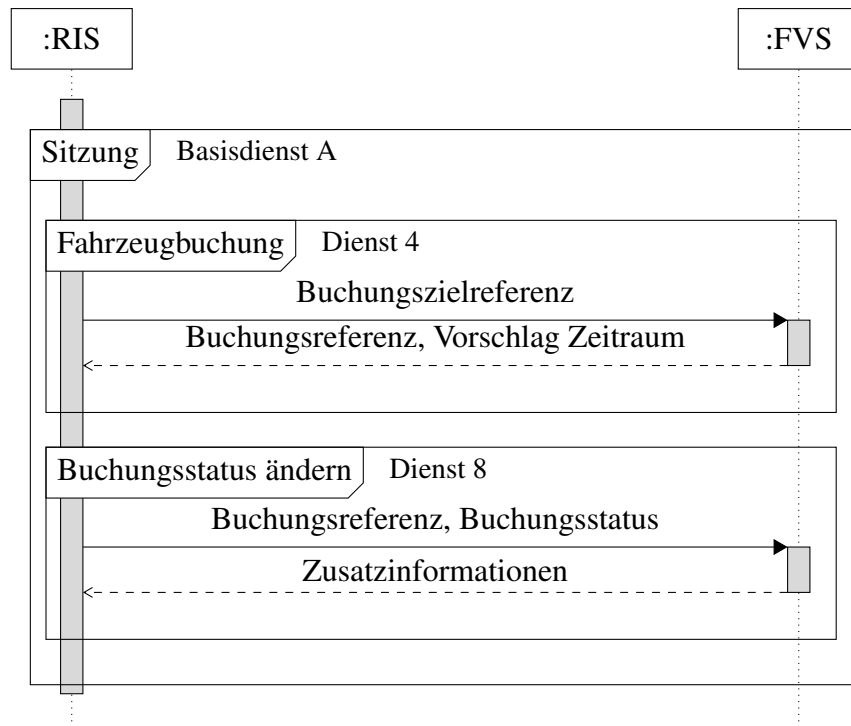 :RIS
:FVS
Sitzung
Basisdienst A
Fahrzeugbuchung
Dienst 4
Buchungszielreferenz
Buchungsreferenz, Vorschlag Zeitraum
Buchungsstatus ändern
Dienst 8
Buchungsreferenz, Buchungsstatus
Zusatzinformationen